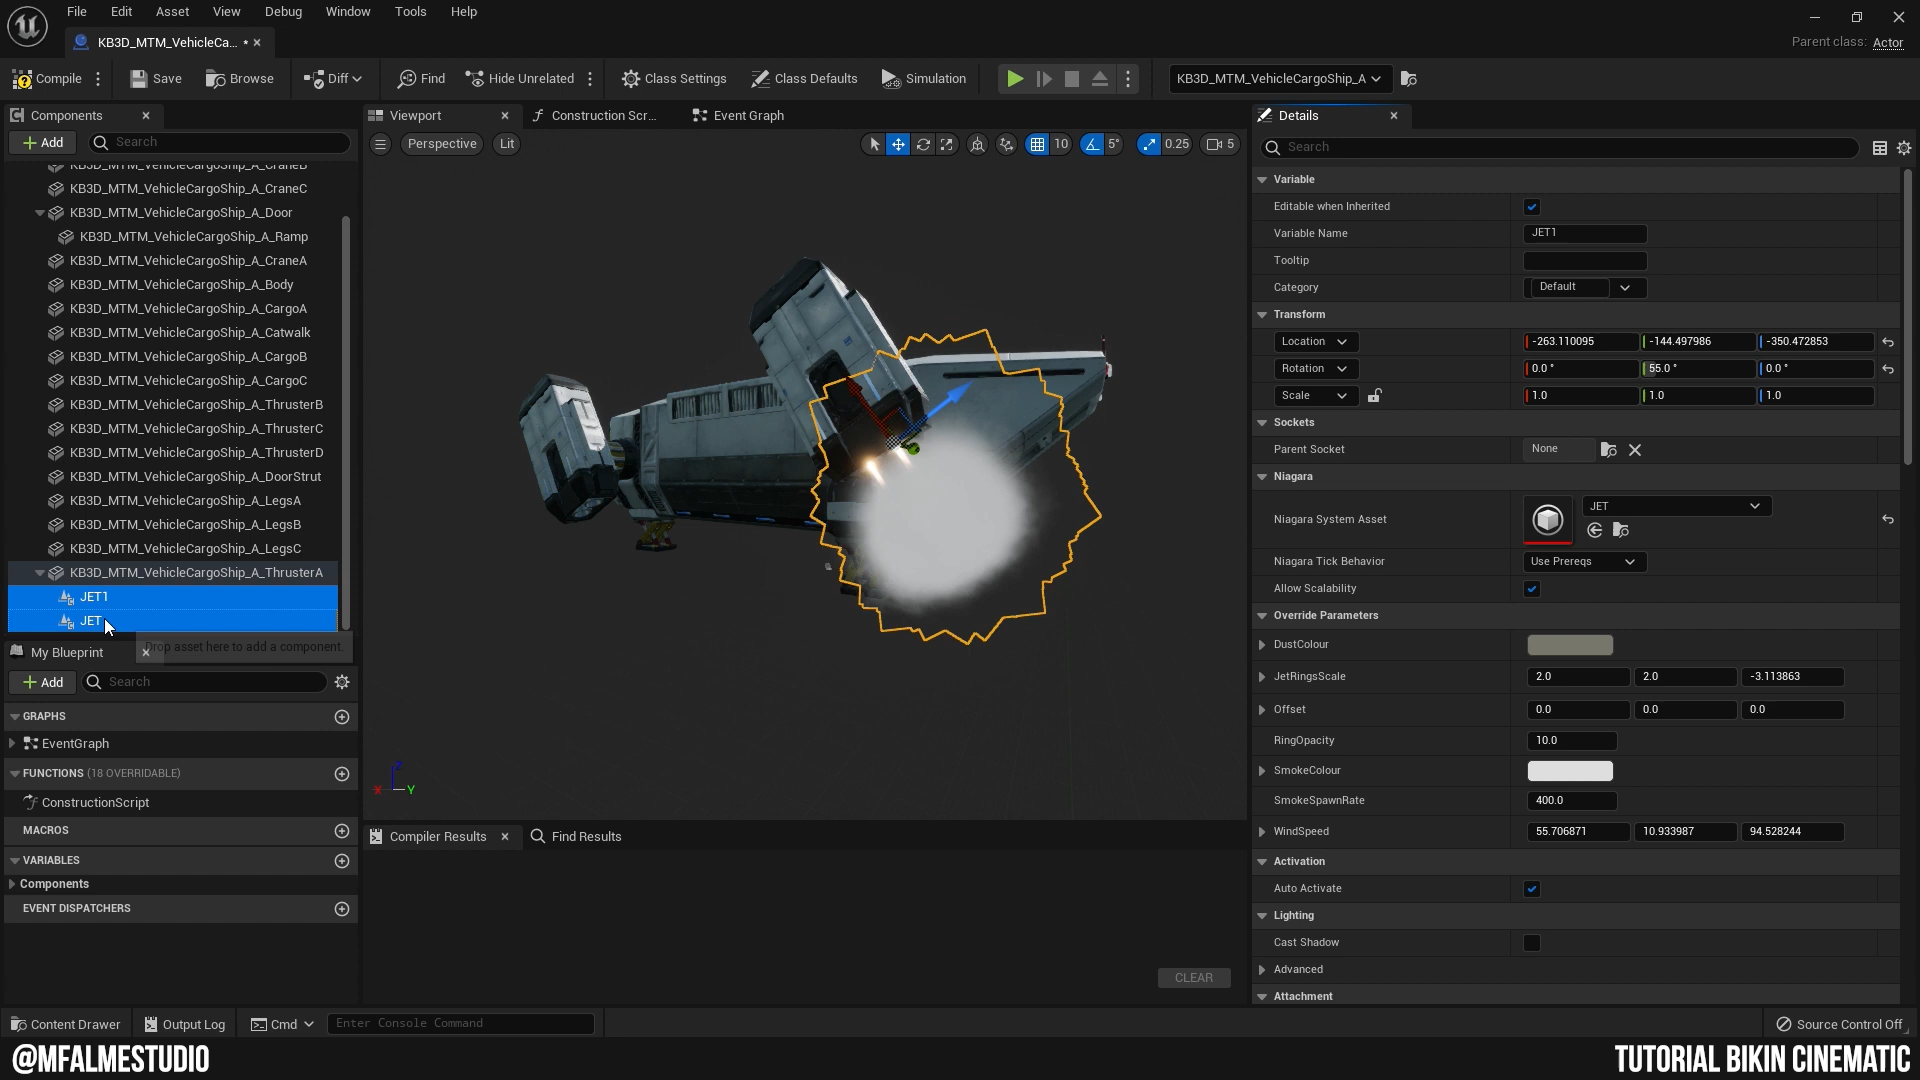 File Edit Asset View Debug Window Tools Help
KB3D_MTM_VehicleCa... •
Parent class: Actor
Compile Save Browse Diff Find Hide Unrelated Class Settings Class Defaults Simulation KB3D_MTM_VehicleCargoShip_A
Components
Add Search
KB3D_MTM_VehicleCargoShip_A_CraneB
KB3D_MTM_VehicleCargoShip_A_CraneC
KB3D_MTM_VehicleCargoShip_A_Door
KB3D_MTM_VehicleCargoShip_A_Ramp
KB3D_MTM_VehicleCargoShip_A_CraneA
KB3D_MTM_VehicleCargoShip_A_Body
KB3D_MTM_VehicleCargoShip_A_CargoA
KB3D_MTM_VehicleCargoShip_A_Catwalk
KB3D_MTM_VehicleCargoShip_A_CargoB
KB3D_MTM_VehicleCargoShip_A_CargoC
KB3D_MTM_VehicleCargoShip_A_ThrusterB
KB3D_MTM_VehicleCargoShip_A_ThrusterC
KB3D_MTM_VehicleCargoShip_A_ThrusterD
KB3D_MTM_VehicleCargoShip_A_DoorStrut
KB3D_MTM_VehicleCargoShip_A_LegsA
KB3D_MTM_VehicleCargoShip_A_LegsB
KB3D_MTM_VehicleCargoShip_A_LegsC
KB3D_MTM_VehicleCargoShip_A_ThrusterA
JET1
JET
Drop asset here to add a component.
My Blueprint
Add Search
GRAPHS
EventGraph
FUNCTIONS (18 OVERRIDABLE)
ConstructionScript
MACROS
VARIABLES
Components
EVENT DISPATCHERS
Viewport Construction Scr... Event Graph
Perspective Lit 10 5° 0.25 5
Z
X Y
Compiler Results Find Results
CLEAR
Details
Search
Variable
Editable when Inherited
Variable Name JET1
Tooltip
Category Default
Transform
Location -263.110095 -144.497986 -350.472853
Rotation 0.0 ° 55.0 ° 0.0 °
Scale 1.0 1.0 1.0
Sockets
Parent Socket None
Niagara
Niagara System Asset JET
Niagara Tick Behavior Use Prereqs
Allow Scalability
Override Parameters
DustColour
JetRingsScale 2.0 2.0 -3.113863
Offset 0.0 0.0 0.0
RingOpacity 10.0
SmokeColour
SmokeSpawnRate 400.0
WindSpeed 55.706871 10.933987 94.528244
Activation
Auto Activate
Lighting
Cast Shadow
Advanced
Attachment
Content Drawer Output Log Cmd Enter Console Command Source Control Off
@MFALMESTUDIO TUTORIAL BIKIN CINEMATIC